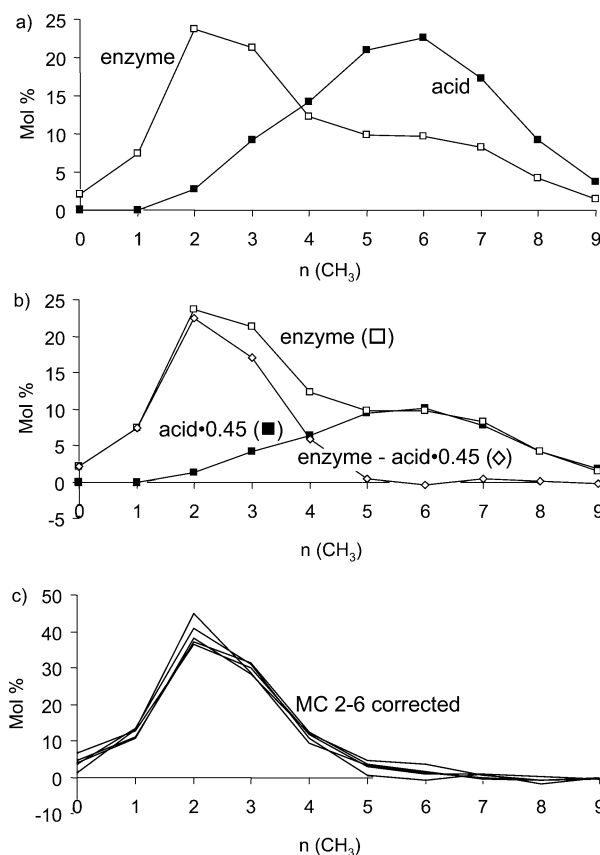 a)
25
20
15
10
5
0
Mol %
enzyme
acid
0 1 2 3 4 5 6 7 8 9
n (CH₃)
b)
25
20
15
10
5
0
-5
Mol %
enzyme (□)
acid•0.45 (■)
enzyme - acid•0.45 (◇)
0 1 2 3 4 5 6 7 8 9
n (CH₃)
c)
50
40
30
20
10
0
-10
Mol %
MC 2-6 corrected
0 1 2 3 4 5 6 7 8 9
n (CH₃)